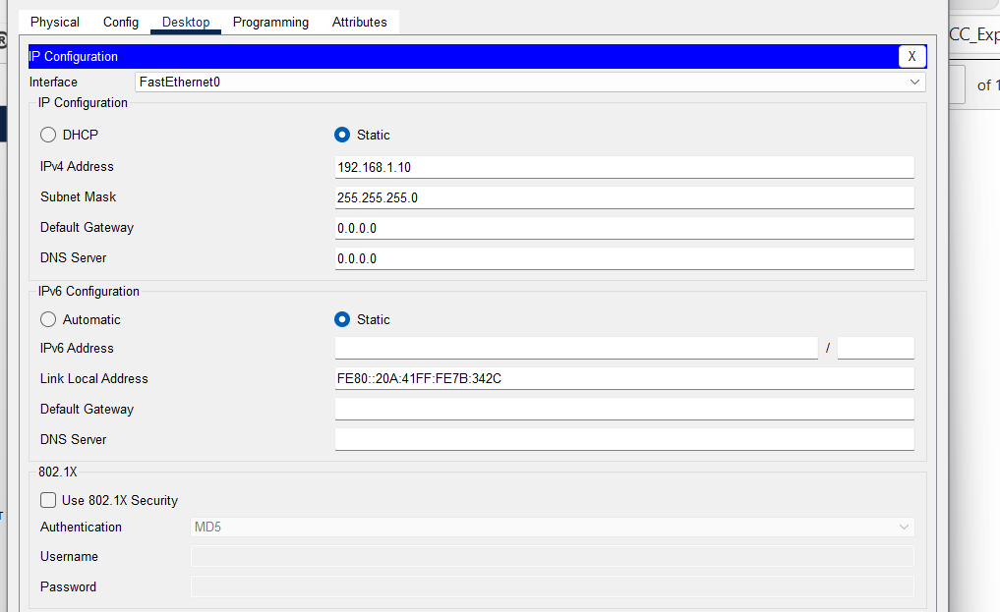 Physical Config Desktop Programming Attributes
IP Configuration X
Interface FastEthernet0
IP Configuration
DHCP Static
IPv4 Address 192.168.1.10
Subnet Mask 255.255.255.0
Default Gateway 0.0.0.0
DNS Server 0.0.0.0
IPv6 Configuration
Automatic Static
IPv6 Address /
Link Local Address FE80::20A:41FF:FE7B:342C
Default Gateway
DNS Server
802.1X
Use 802.1X Security
Authentication MD5
Username
Password
CC_Exp
of 1